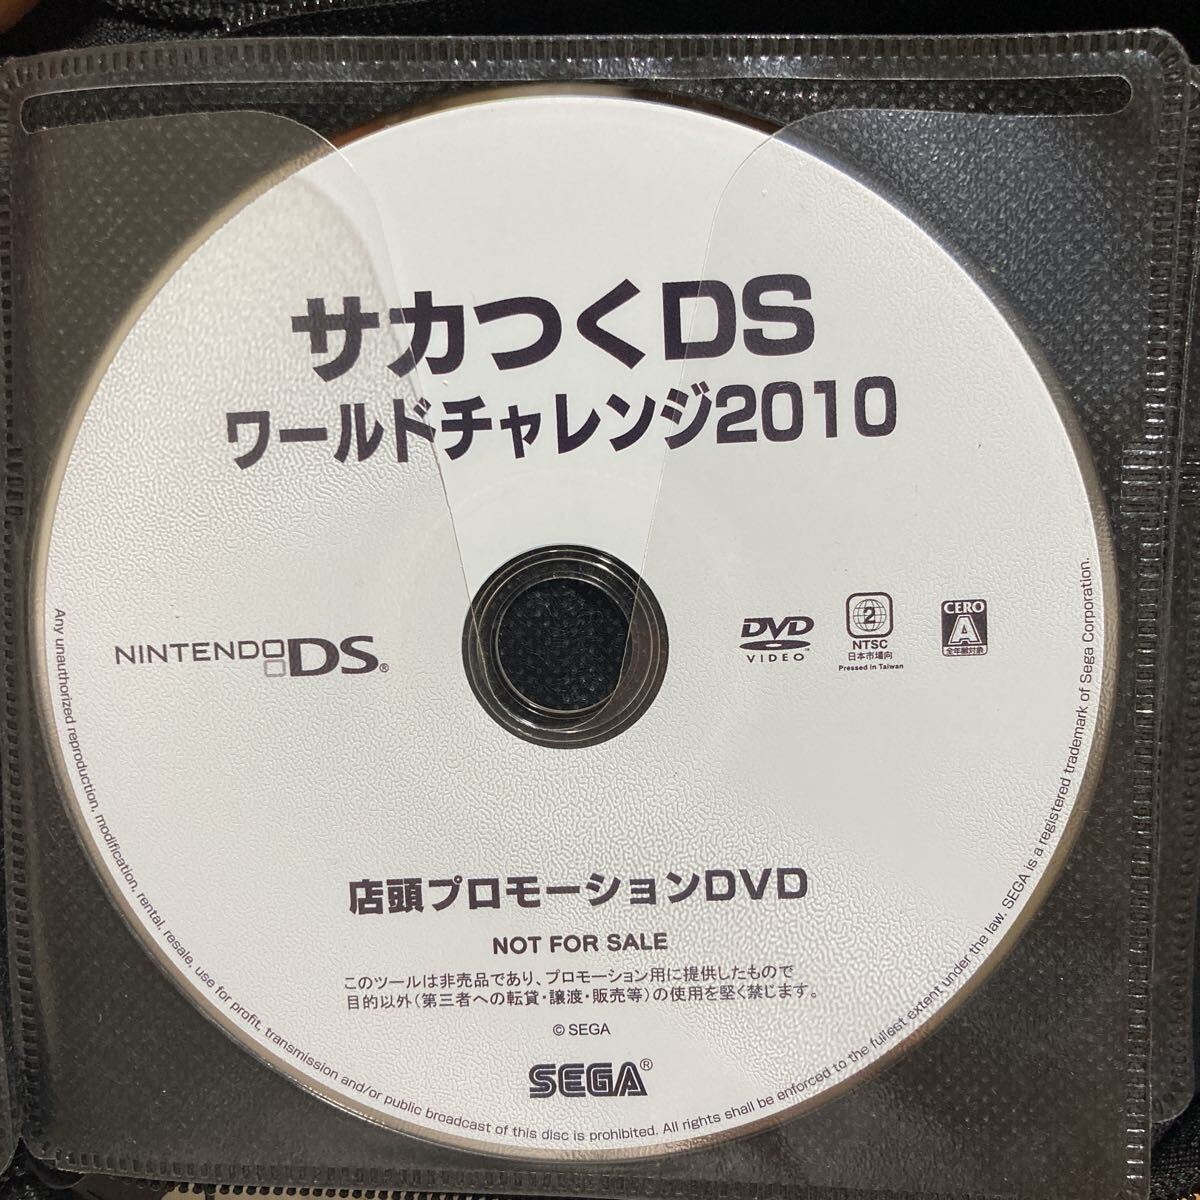 サカつくDS
ワールドチャレンジ2010
NINTENDO DS®
DVD
VIDEO™
2
NTSC
日本市場向
Pressed in Taiwan
CERO
A
全年齢対象
店頭プロモーションDVD
NOT FOR SALE
このツールは非売品であり、プロモーション用に提供したもので
目的以外(第三者への転貸・譲渡・販売等)の使用を堅く禁じます。
© SEGA
SEGA®
Any unauthorized reproduction, modification, rental, resale, use for profit, transmission and/or public broadcast of this disc is prohibited. All rights shall be enforced to the fullest extent under the law. SEGA is a registered trademark of Sega Corporation.